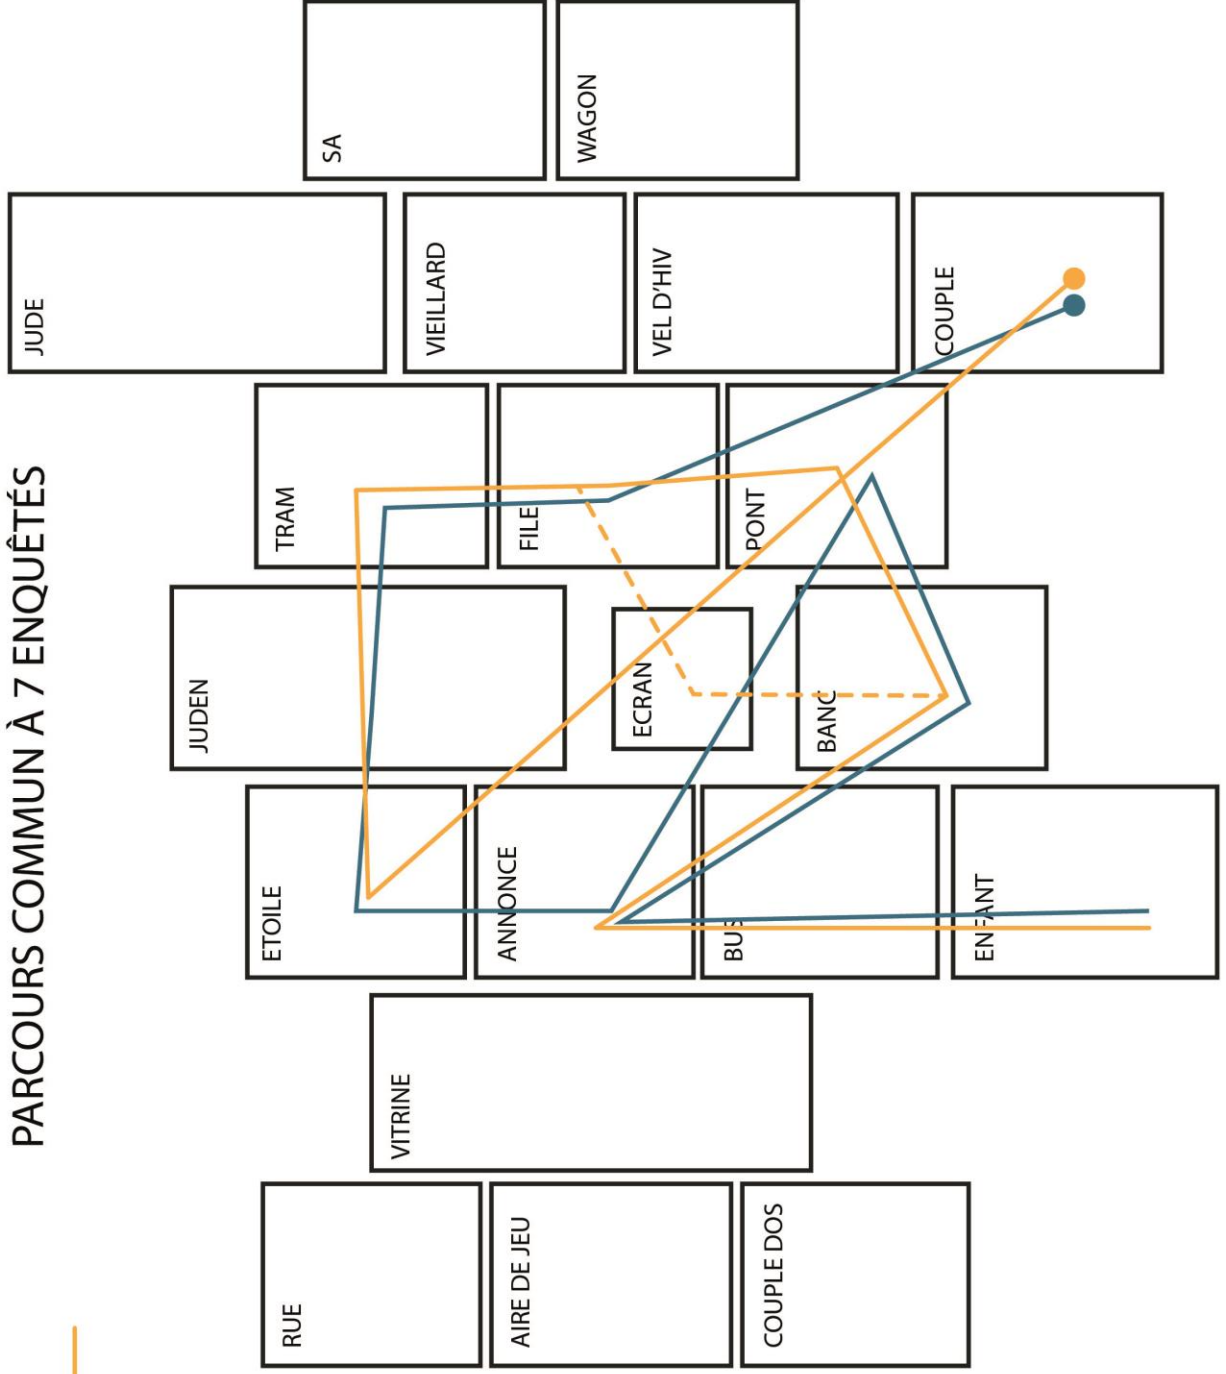 PARCOURS COMMUN À 7 ENQUÊTÉS
JUDE
JUDEN
ETOILE
TRAM
RUE
SA
VITRINE
VIEILLARD
ANNONCE
FILE
AIRE DE JEU
WAGON
ECRAN
VEL D'HIV
BUS
PONT
COUPLE DOS
BANC
COUPLE
ENFANT